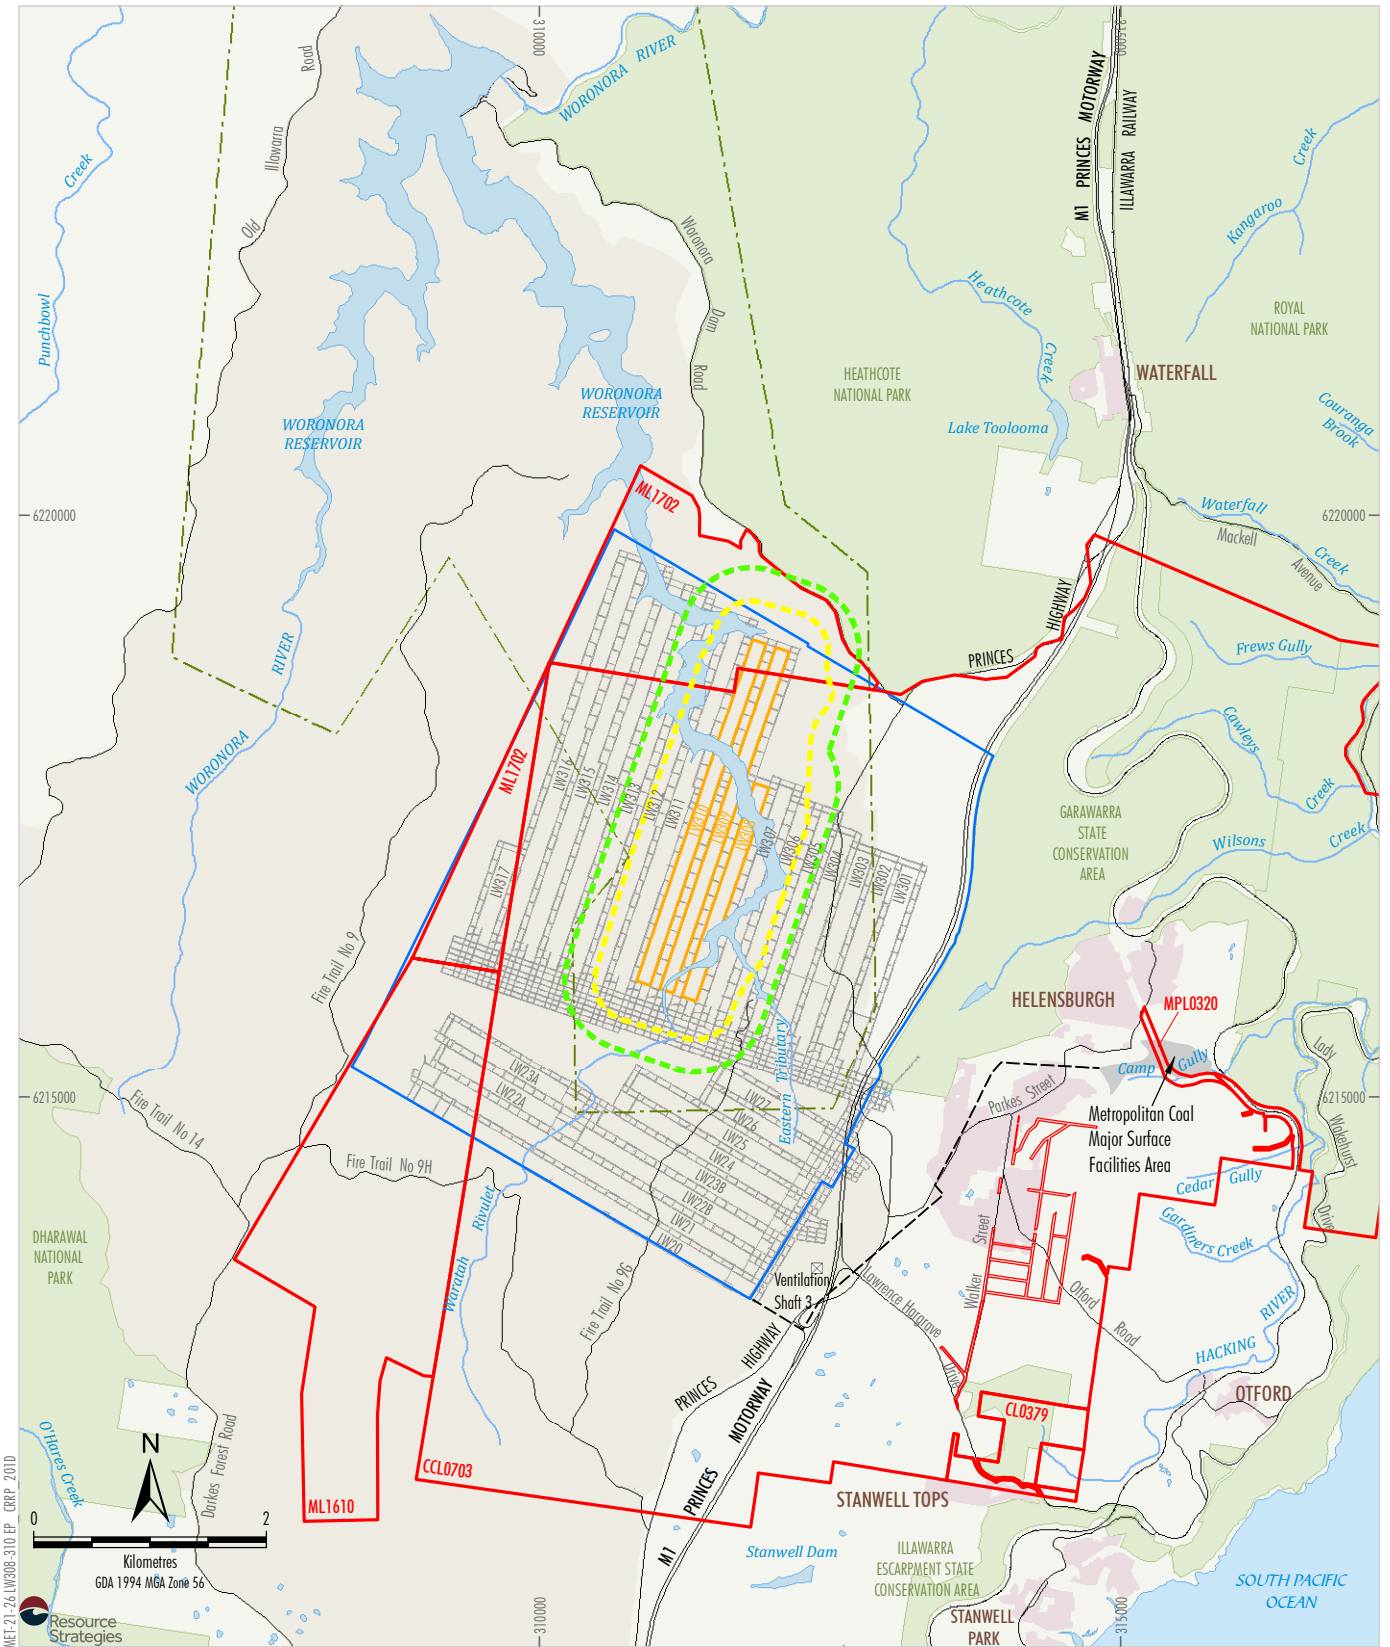 310000
315000
Road
Illawarra
Old
WORONORA RIVER
M1 PRINCES MOTORWAY
ILLAWARRA RAILWAY
Creek
Punchbowl
Creek
Kangaroo
Woronora
Dam
Road
Heathcote
Creek
ROYAL
NATIONAL PARK
HEATHCOTE
NATIONAL PARK
WATERFALL
WORONORA
RESERVOIR
WORONORA
RESERVOIR
Couranga
Brook
Lake Toolooma
ML1702
6220000
6220000
Waterfall
Creek
Mackell
Avenue
HIGHWAY
PRINCES
Frews Gully
RIVER
WORONORA
Cawleys
Creek
ML1702
LW316
LW315
LW314
LW313
LW312
LW311
LW310
LW309
LW308
LW307
LW306
LW305
LW304
LW303
LW302
LW301
LW317
GARAWARRA
STATE
CONSERVATION
AREA
Wilsons
Creek
Fire Trail No 9
HELENSBURGH
MPL0320
Eastern Tributary
Lady
Wakehurst
Drive
Camp Gully
6215000
6215000
Parkes Street
LW23A
LW22A
LW27
LW26
LW25
LW24
LW23B
LW22B
LW21
LW20
Metropolitan Coal
Major Surface
Facilities Area
Fire Trail No 14
Fire Trail No 9H
Cedar Gully
Gardiners Creek
Waratah Rivulet
Fire Trail No 9G
DHARAWAL
NATIONAL
PARK
Ventilation
Shaft 3
Lawrence Hargrave
Drive
Walker Street
Otford
Road
HACKING RIVER
PRINCES HIGHWAY
M1 PRINCES MOTORWAY
OTFORD
CL0379
O'Hares Creek
Darkes Forest Road
CCL0703
ML1610
STANWELL TOPS
N
0 2
Kilometres
GDA 1994 MGA Zone 56
Stanwell Dam
ILLAWARRA
ESCARPMENT STATE
CONSERVATION AREA
STANWELL
PARK
SOUTH PACIFIC
OCEAN
MET-21-26 LW308-310 EP_CRRP_201D
Resource
Strategies
310000
315000